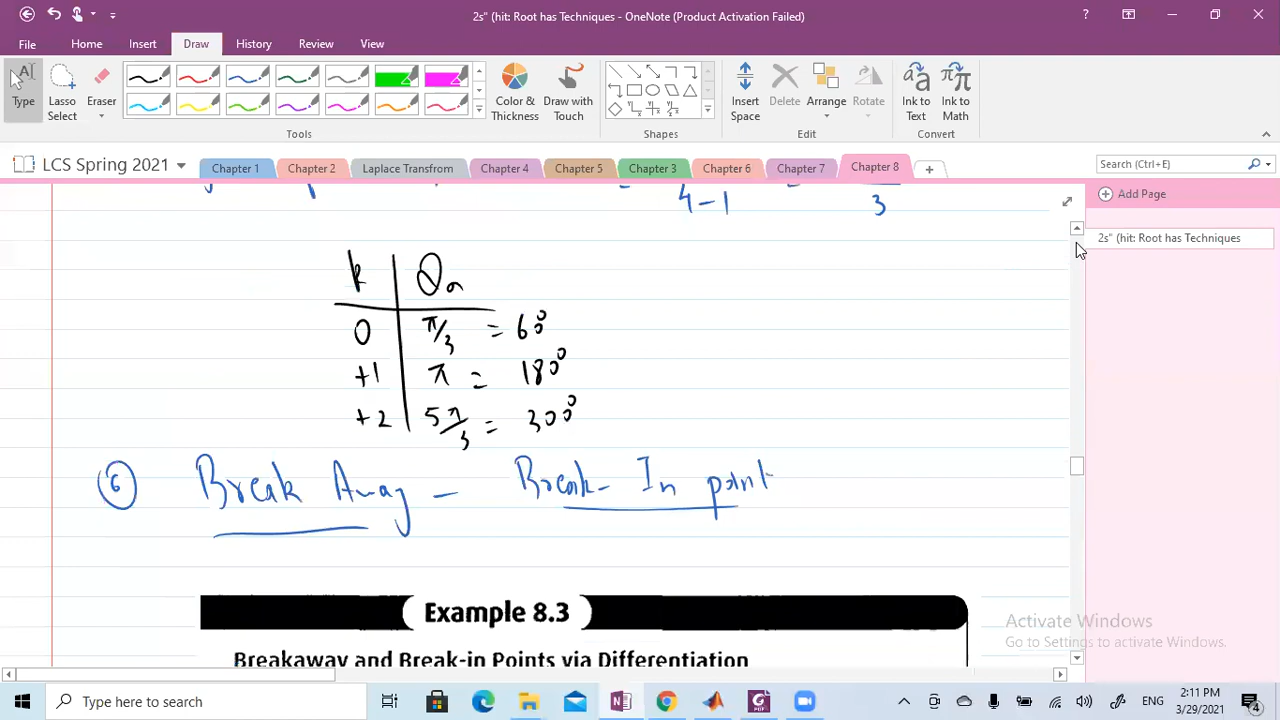 2s" (hit: Root has Techniques - OneNote (Product Activation Failed)
File Home Insert Draw History Review View
Type
Lasso Select
Eraser
Color & Thickness
Draw with Touch
Insert Space
Delete
Arrange
Rotate
Ink to Text
Ink to Math
Tools Shapes Edit Convert
LCS Spring 2021
Chapter 1 Chapter 2 Laplace Transfrom Chapter 4 Chapter 5 Chapter 3 Chapter 6 Chapter 7 Chapter 8
Search (Ctrl+E)
Add Page
2s" (hit: Root has Techniques
4-1 3
k θa
0 π/3 = 60°
+1 π = 180°
+2 5π/3 = 300°
⑥ Break Away - Break-In point
Example 8.3
Breakaway and Break-in Points via Differentiation
Activate Windows
Go to Settings to activate Windows.
Type here to search
ENG
2:11 PM
3/29/2021
4